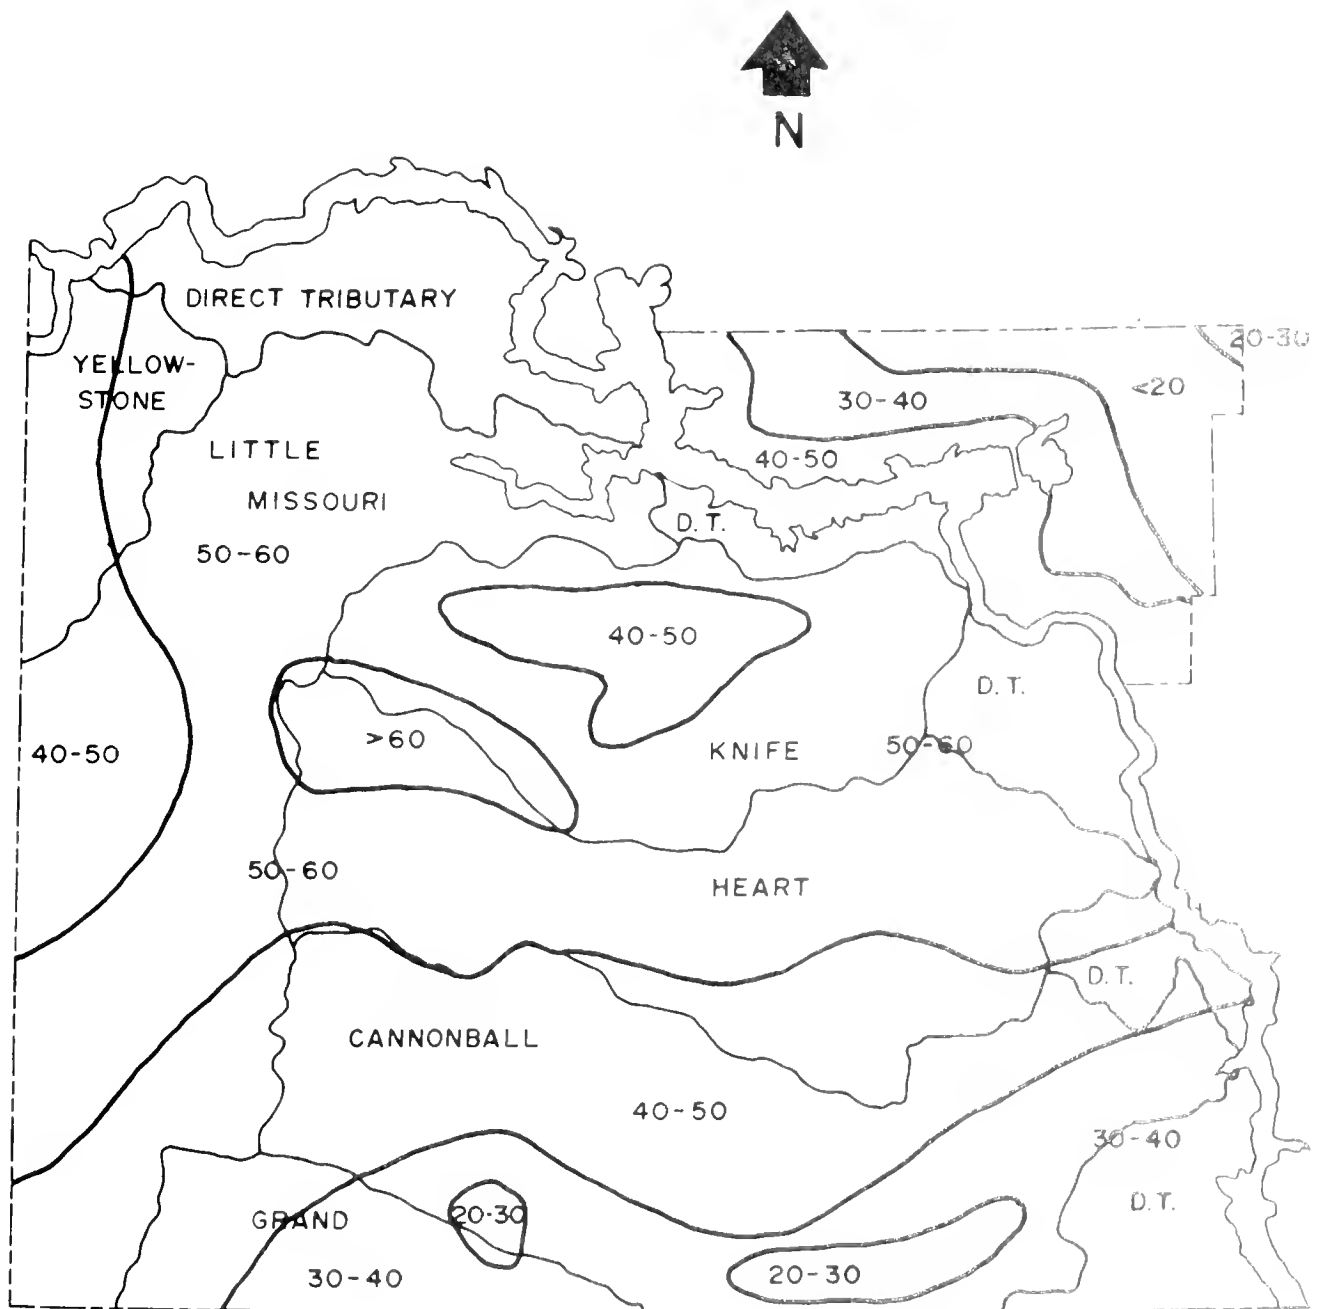 N
DIRECT TRIBUTARY
20-30
YELLOW-
STONE
<20
30-40
LITTLE
40-50
MISSOURI
D.T.
50-60
40-50
D.T.
>60
KNIFE
50-60
40-50
50-60
HEART
D.T.
CANNONBALL
40-50
30-40
D.T.
GRAND
20-30
30-40
20-30